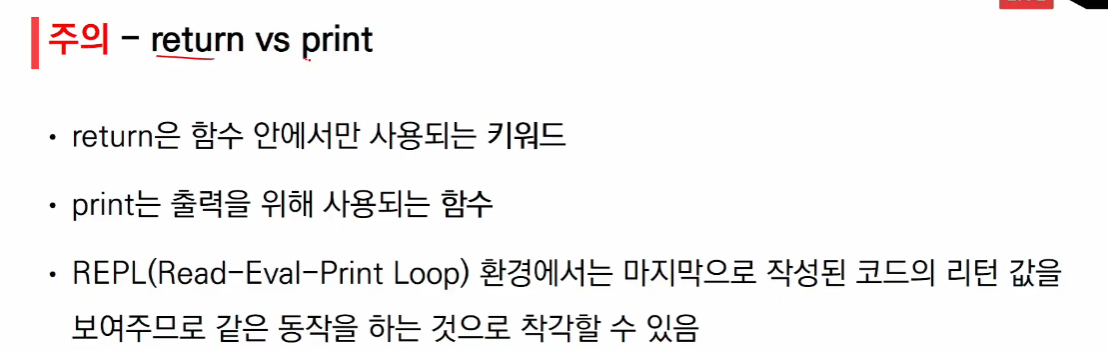 주의 – return vs print
• return은 함수 안에서만 사용되는 키워드
• print는 출력을 위해 사용되는 함수
• REPL(Read-Eval-Print Loop) 환경에서는 마지막으로 작성된 코드의 리턴 값을
보여주므로 같은 동작을 하는 것으로 착각할 수 있음